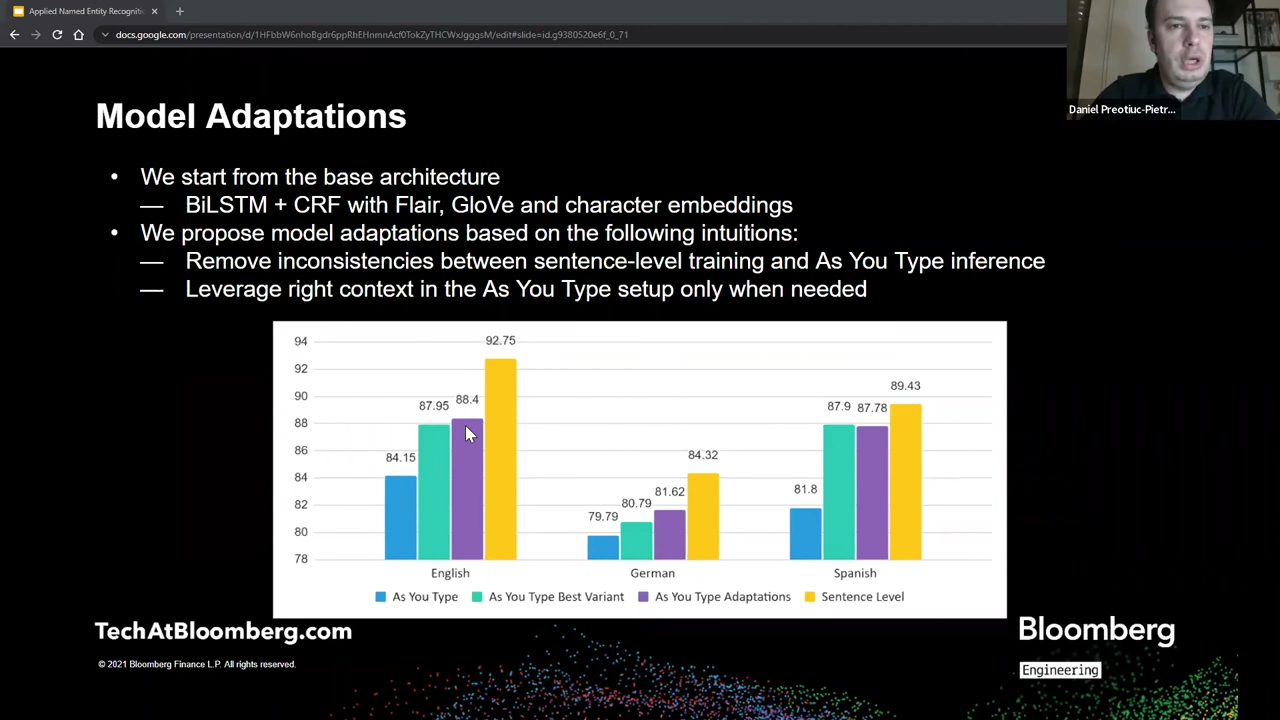 Applied Named Entity Recogniti
docs.google.com/presentation/d/1HFbbW6nhoBgdr6ppRhEHnmnAcf0TokZyTHCWxJgggsM/edit#slide=id.g9380520e6f_0_71
Daniel Preotiuc-Pietr...
Model Adaptations
• We start from the base architecture
— BiLSTM + CRF with Flair, GloVe and character embeddings
• We propose model adaptations based on the following intuitions:
— Remove inconsistencies between sentence-level training and As You Type inference
— Leverage right context in the As You Type setup only when needed
94
92
90
88
86
84
82
80
78
84.15
87.95
88.4
92.75
79.79
80.79
81.62
84.32
81.8
87.9
87.78
89.43
English
German
Spanish
As You Type
As You Type Best Variant
As You Type Adaptations
Sentence Level
TechAtBloomberg.com
© 2021 Bloomberg Finance L.P. All rights reserved.
Bloomberg
Engineering